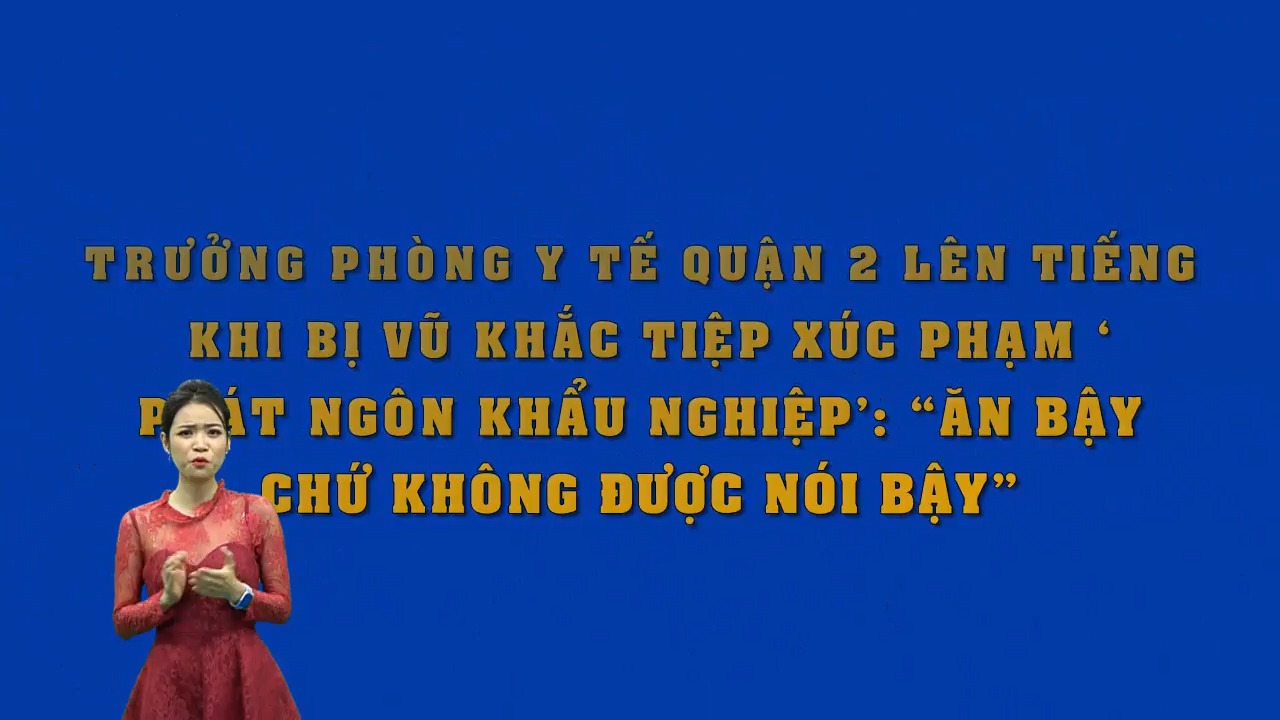 TRƯỞNG PHÒNG Y TẾ QUẬN 2 LÊN TIẾNG
KHI BỊ VŨ KHẮC TIỆP XÚC PHẠM ‘
PHÁT NGÔN KHẨU NGHIỆP’: “ĂN BẬY
CHỨ KHÔNG ĐƯỢC NÓI BẬY”